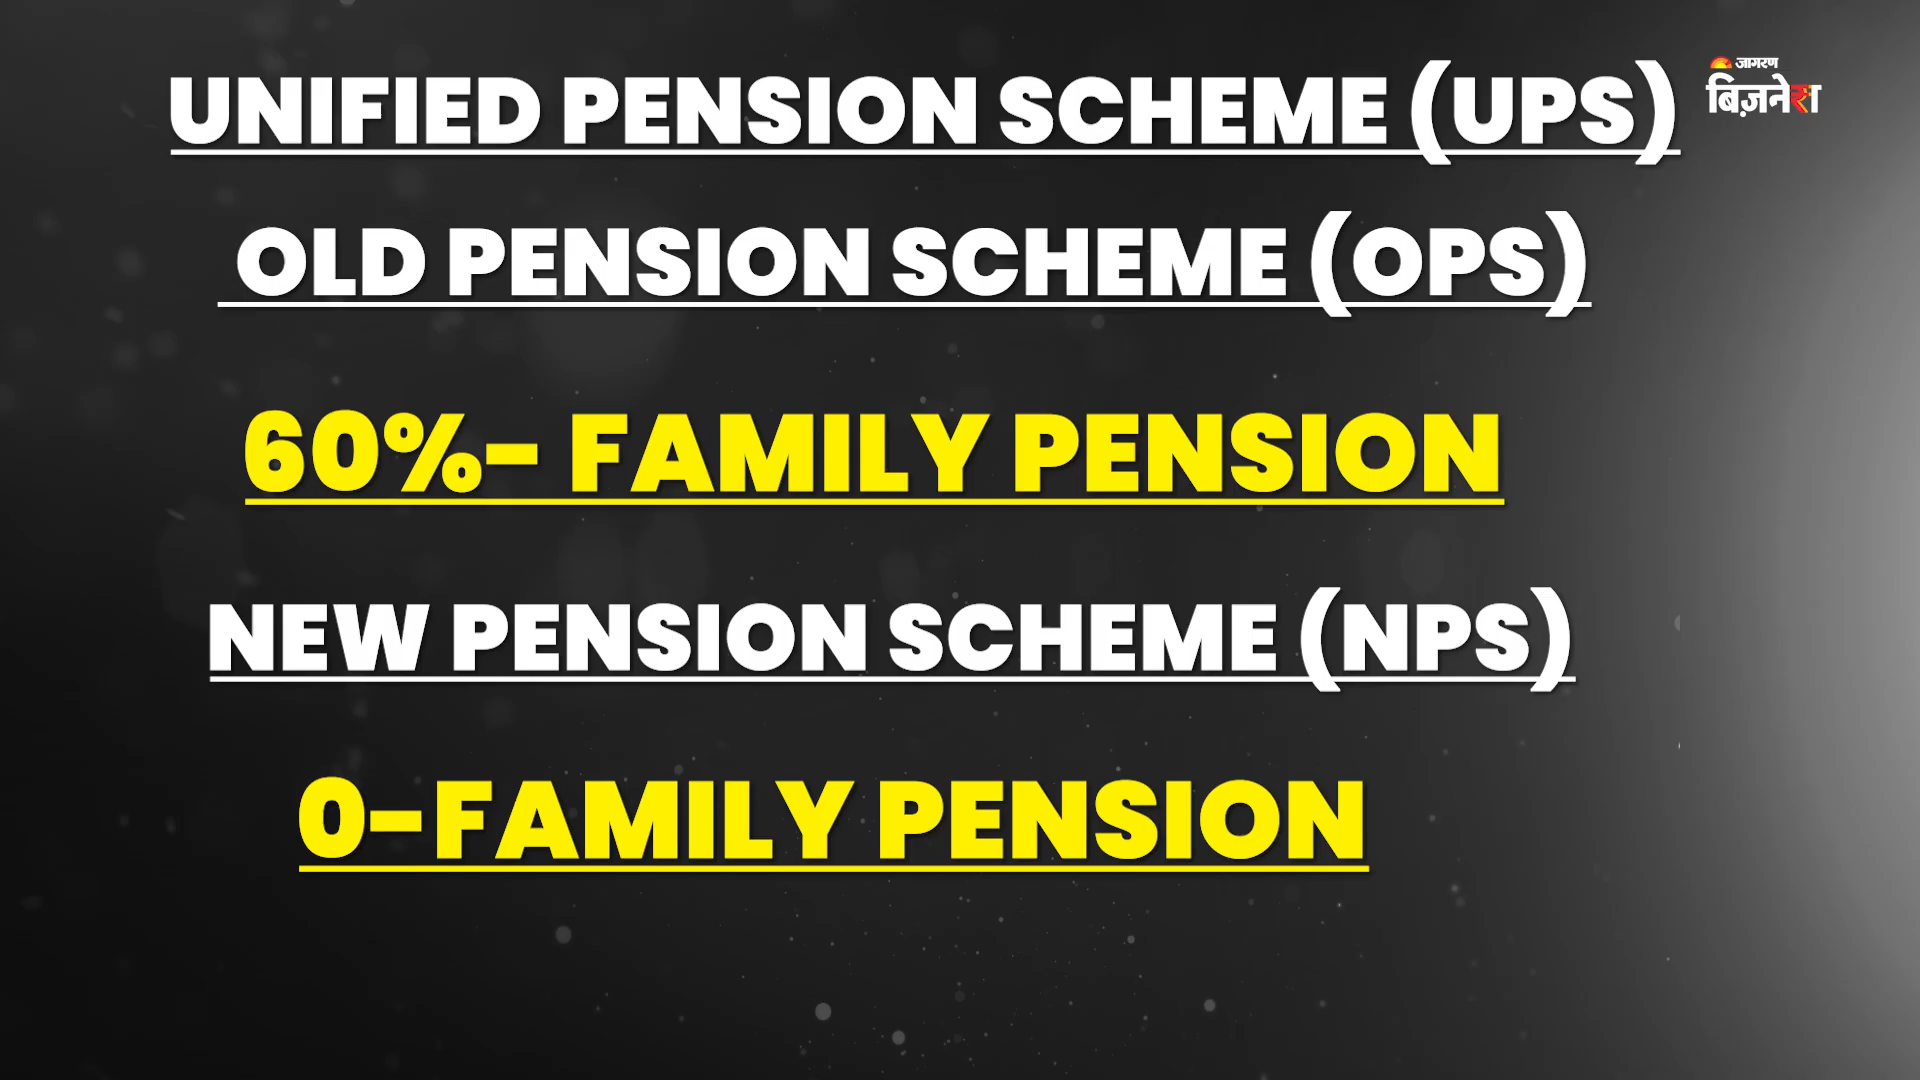 UNIFIED PENSION SCHEME (UPS)
जागरण
बिज़नेस
OLD PENSION SCHEME (OPS)
60%- FAMILY PENSION
NEW PENSION SCHEME (NPS)
0-FAMILY PENSION